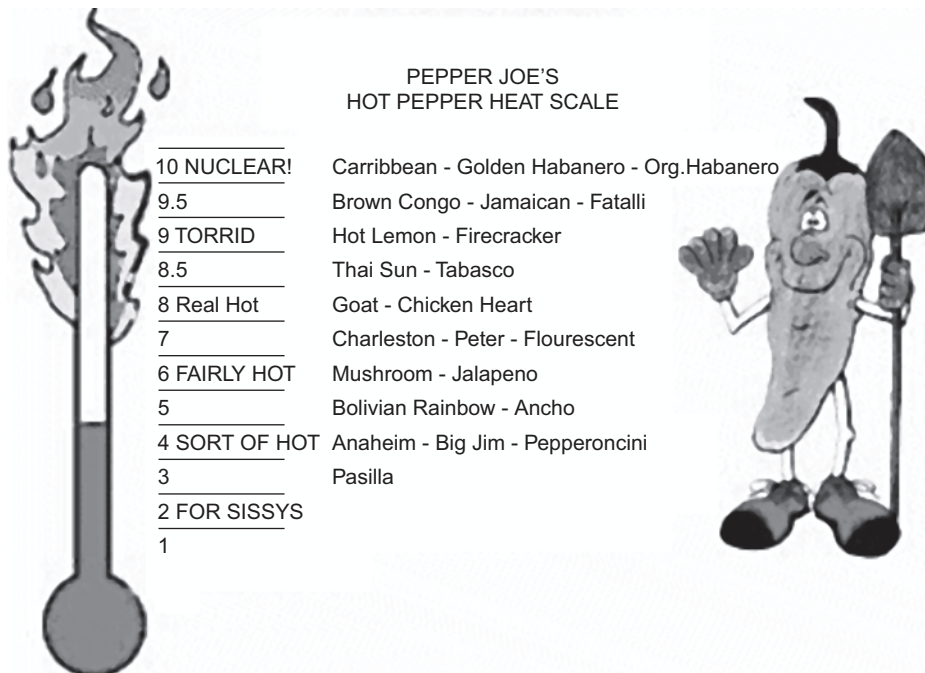 PEPPER JOE'S
HOT PEPPER HEAT SCALE
10 NUCLEAR! Carribbean - Golden Habanero - Org.Habanero
9.5 Brown Congo - Jamaican - Fatalli
9 TORRID Hot Lemon - Firecracker
8.5 Thai Sun - Tabasco
8 Real Hot Goat - Chicken Heart
7 Charleston - Peter - Flourescent
6 FAIRLY HOT Mushroom - Jalapeno
5 Bolivian Rainbow - Ancho
4 SORT OF HOT Anaheim - Big Jim - Pepperoncini
3 Pasilla
2 FOR SISSYS
1